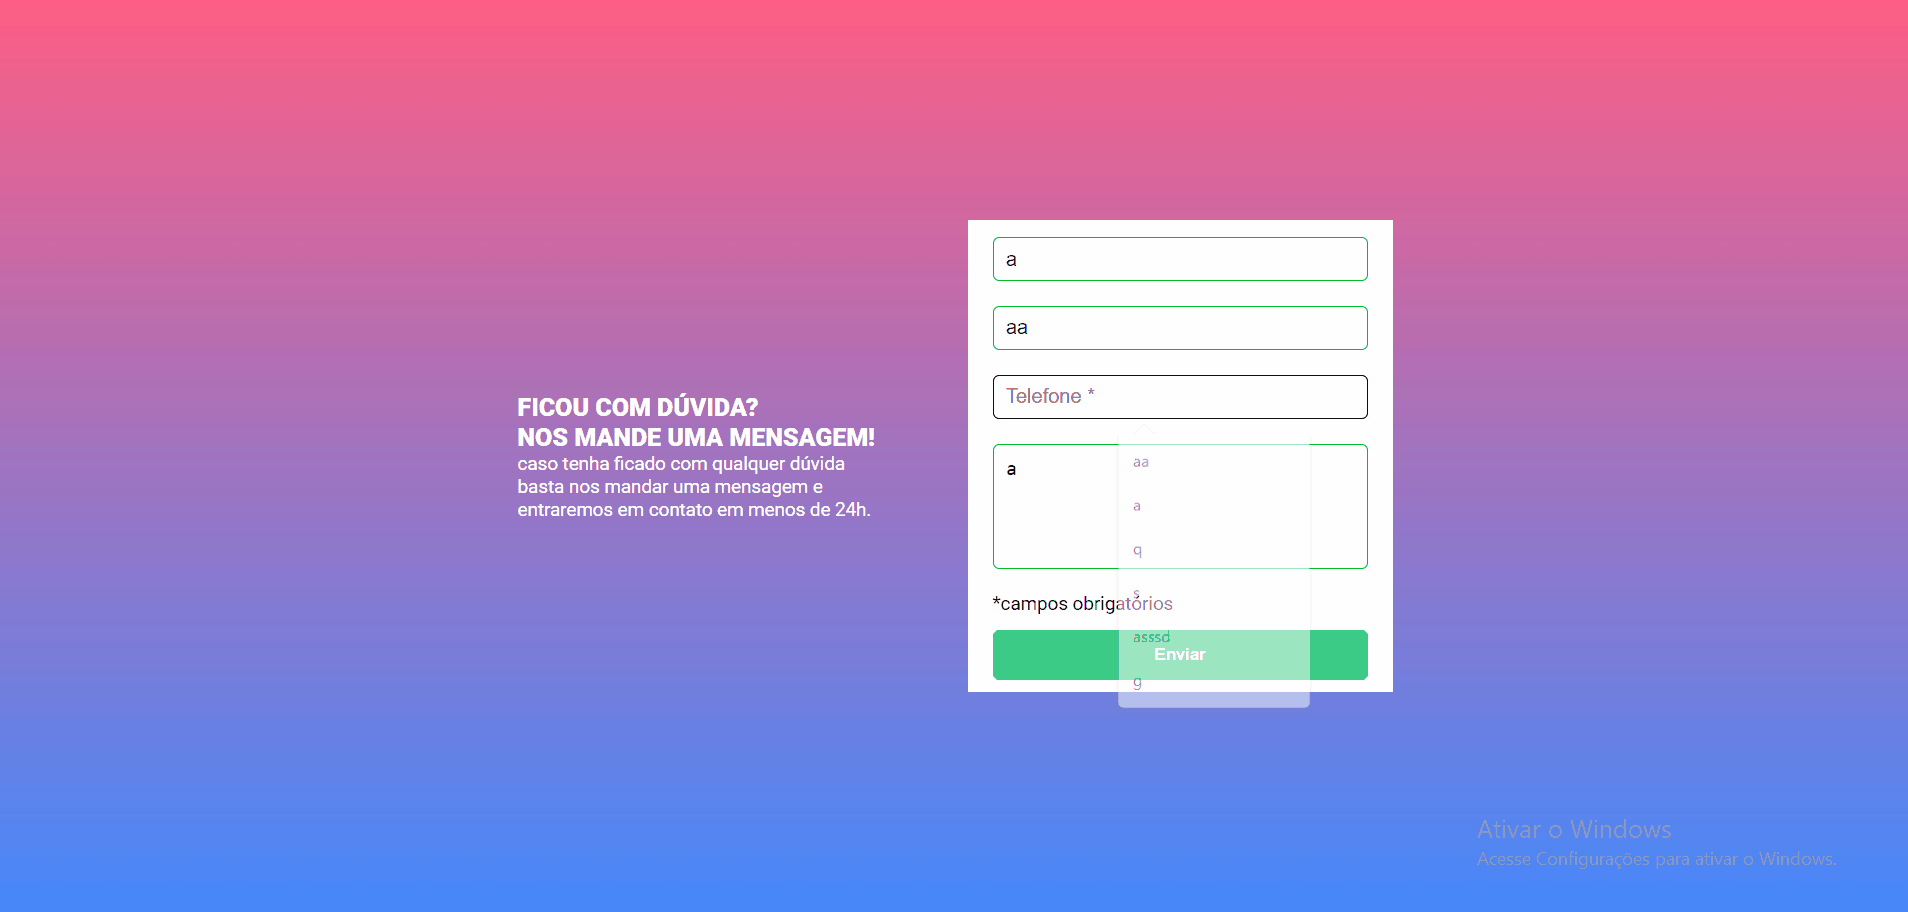 FICOU COM DÚVIDA?
NOS MANDE UMA MENSAGEM!
caso tenha ficado com qualquer dúvida
basta nos mandar uma mensagem e
entraremos em contato em menos de 24h.
a
aa
Telefone *
a
aa
a
q
s
asssd
g
*campos obrigatórios
Enviar
Ativar o Windows
Acesse Configurações para ativar o Windows.